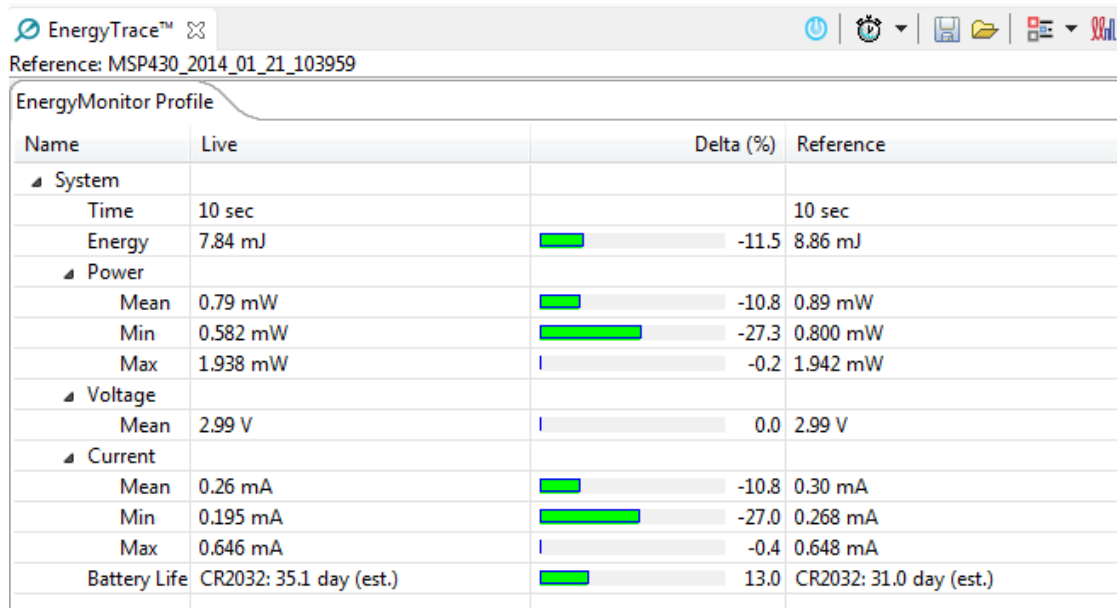 EnergyTrace™
Reference: MSP430_2014_01_21_103959
EnergyMonitor Profile
Name Live Delta (%) Reference
System
Time 10 sec 10 sec
Energy 7.84 mJ -11.5 8.86 mJ
Power
Mean 0.79 mW -10.8 0.89 mW
Min 0.582 mW -27.3 0.800 mW
Max 1.938 mW -0.2 1.942 mW
Voltage
Mean 2.99 V 0.0 2.99 V
Current
Mean 0.26 mA -10.8 0.30 mA
Min 0.195 mA -27.0 0.268 mA
Max 0.646 mA -0.4 0.648 mA
Battery Life CR2032: 35.1 day (est.) 13.0 CR2032: 31.0 day (est.)